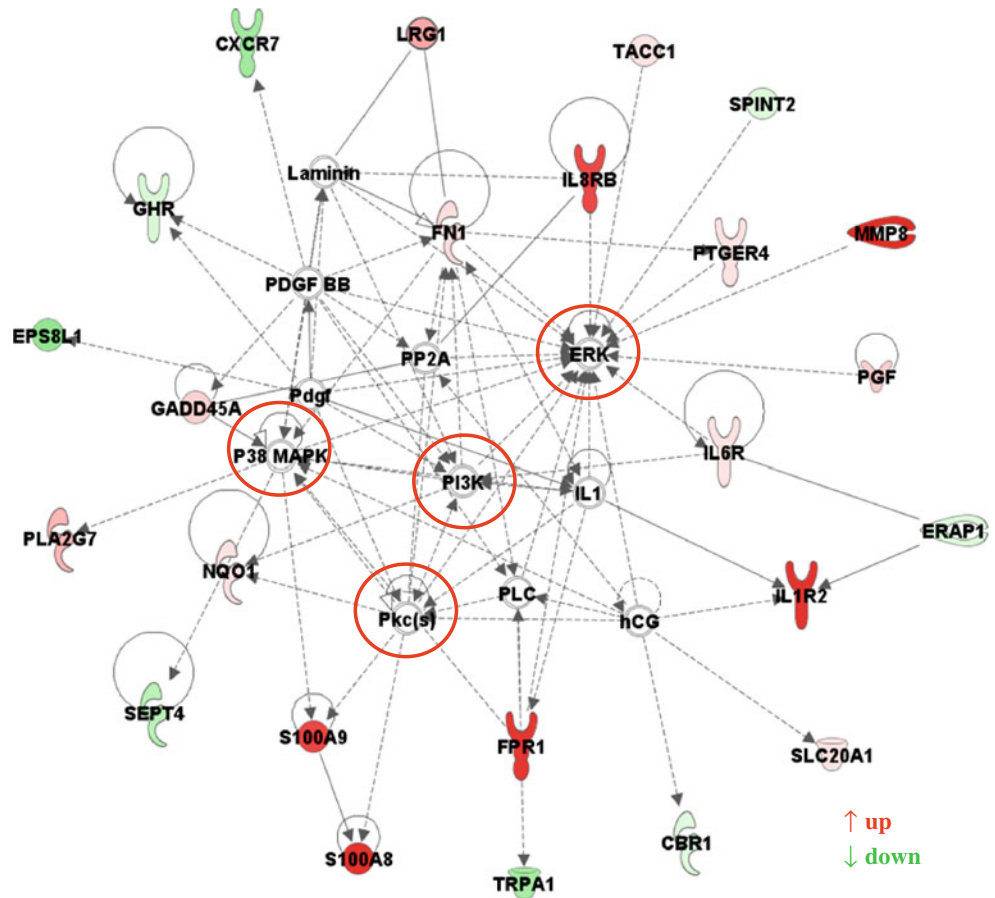 CXCR7
LRG1
TACC1
SPINT2
Laminin
IL8RB
GHR
FN1
PTGER4
MMP8
PDGF BB
EPS8L1
PP2A
ERK
PGF
GADD45A
Pdgf
P38 MAPK
PI3K
IL1
IL6R
PLA2G7
NQO1
ERAP1
Pkc(s)
PLC
hCG
IL1R2
SEPT4
S100A9
FPR1
SLC20A1
S100A8
TRPA1
CBR1
↑ up
↓ down